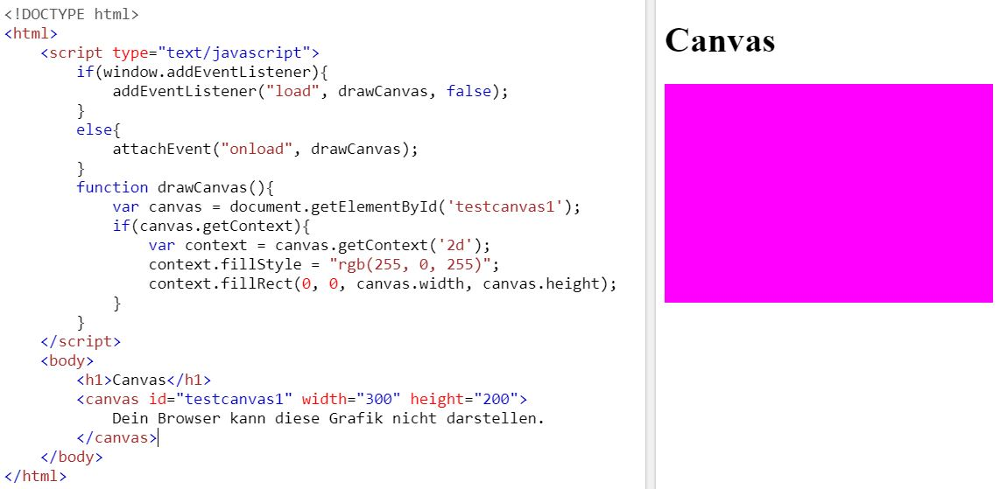 <!DOCTYPE html>
<html>
    <script type="text/javascript">
        if(window.addEventListener){
            addEventListener("load", drawCanvas, false);
        }
        else{
            attachEvent("onload", drawCanvas);
        }
        function drawCanvas(){
            var canvas = document.getElementById('testcanvas1');
            if(canvas.getContext){
                var context = canvas.getContext('2d');
                context.fillStyle = "rgb(255, 0, 255)";
                context.fillRect(0, 0, canvas.width, canvas.height);
            }
        }
    </script>
    <body>
        <h1>Canvas</h1>
        <canvas id="testcanvas1" width="300" height="200">
            Dein Browser kann diese Grafik nicht darstellen.
        </canvas>
    </body>
</html>
Canvas